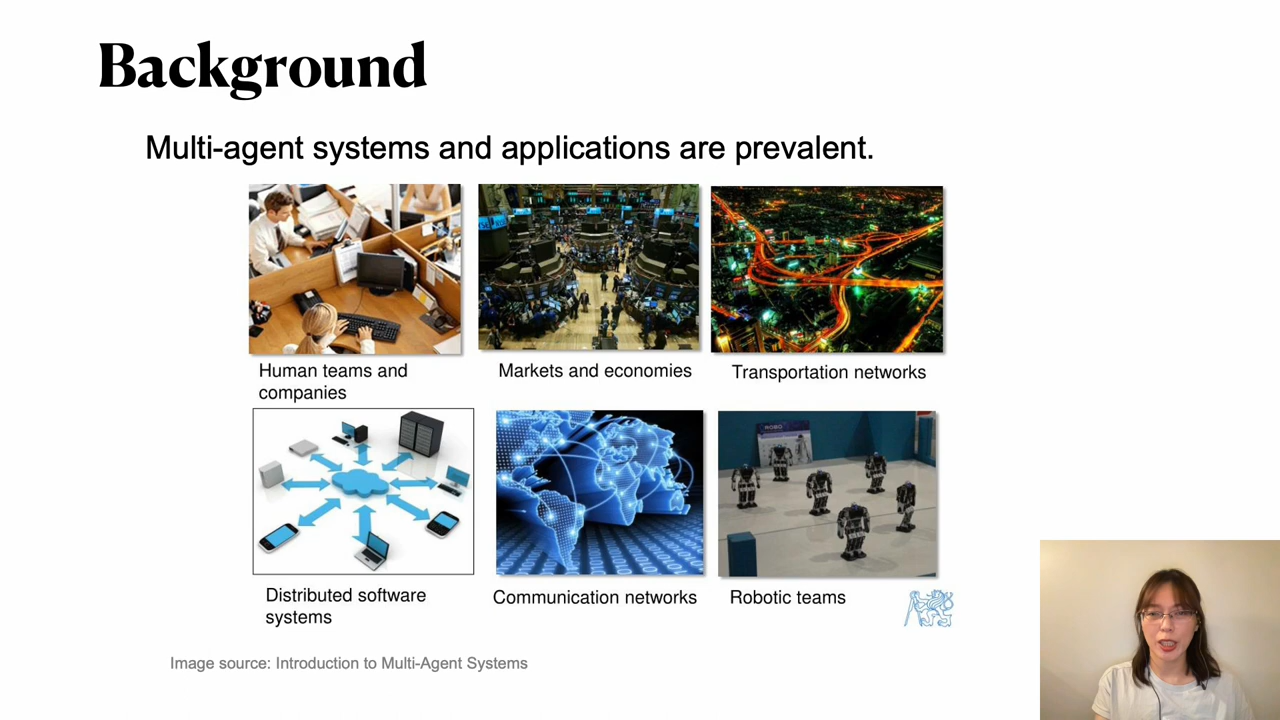 Background
Multi-agent systems and applications are prevalent.
Human teams and
companies
Markets and economies
Transportation networks
ROBO
Distributed software
systems
Communication networks
Robotic teams
Image source: Introduction to Multi-Agent Systems